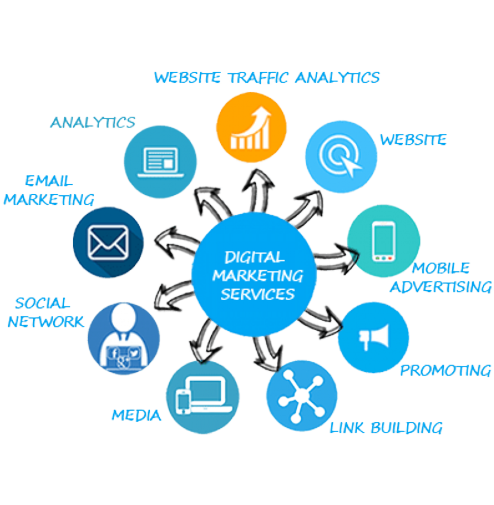 WEBSITE TRAFFIC ANALYTICS
ANALYTICS
WEBSITE
EMAIL
MARKETING
DIGITAL
MARKETING
SERVICES
MOBILE
ADVERTISING
SOCIAL
NETWORK
PROMOTING
MEDIA
LINK BUILDING